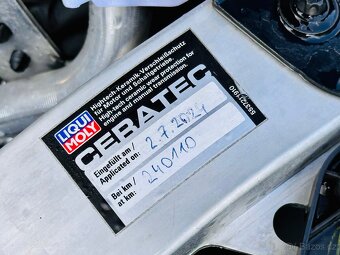 LIQUI
MOLY
Hightech-Keramik-Verschleißschutz
für Motor und Schaltgetriebe
High-tech ceramic wear protection for
engine and manual transmission.
CERATEC
Eingefüllt am /
Applicated on:
2.7.2024
Bei km /
at km:
240110